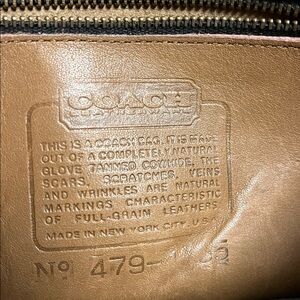 COACH
LEATHERWARE
THIS IS A COACH BAG. IT IS MADE
OUT OF A COMPLETELY NATURAL
GLOVE TANNED COWHIDE. THE
SCARS, SCRATCHES, VEINS
AND WRINKLES ARE NATURAL
MARKINGS CHARACTERISTIC
OF FULL-GRAIN LEATHERS.
MADE IN NEW YORK CITY, U.S.A.
No 479-